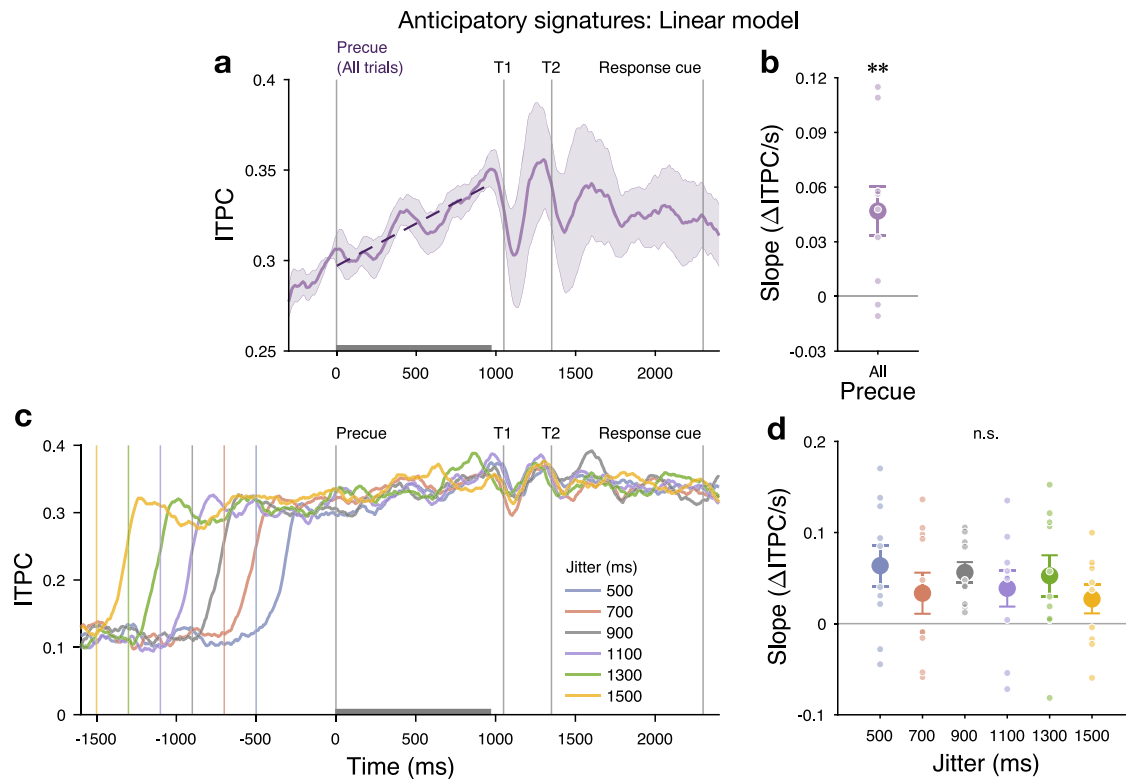 Anticipatory signatures: Linear model
a
Precue
(All trials)
T1
T2
Response cue
0.4
0.35
0.3
0.25
ITPC
0
500
1000
1500
2000
b
**
0.12
0.09
0.06
0.03
0
-0.03
Slope (ΔITPC/s)
All
Precue
c
Precue
T1
T2
Response cue
0.4
0.3
0.2
0.1
0
ITPC
Jitter (ms)
500
700
900
1100
1300
1500
-1500
-1000
-500
0
500
1000
1500
2000
Time (ms)
d
n.s.
0.2
0.1
0
-0.1
Slope (ΔITPC/s)
500
700
900
1100
1300
1500
Jitter (ms)